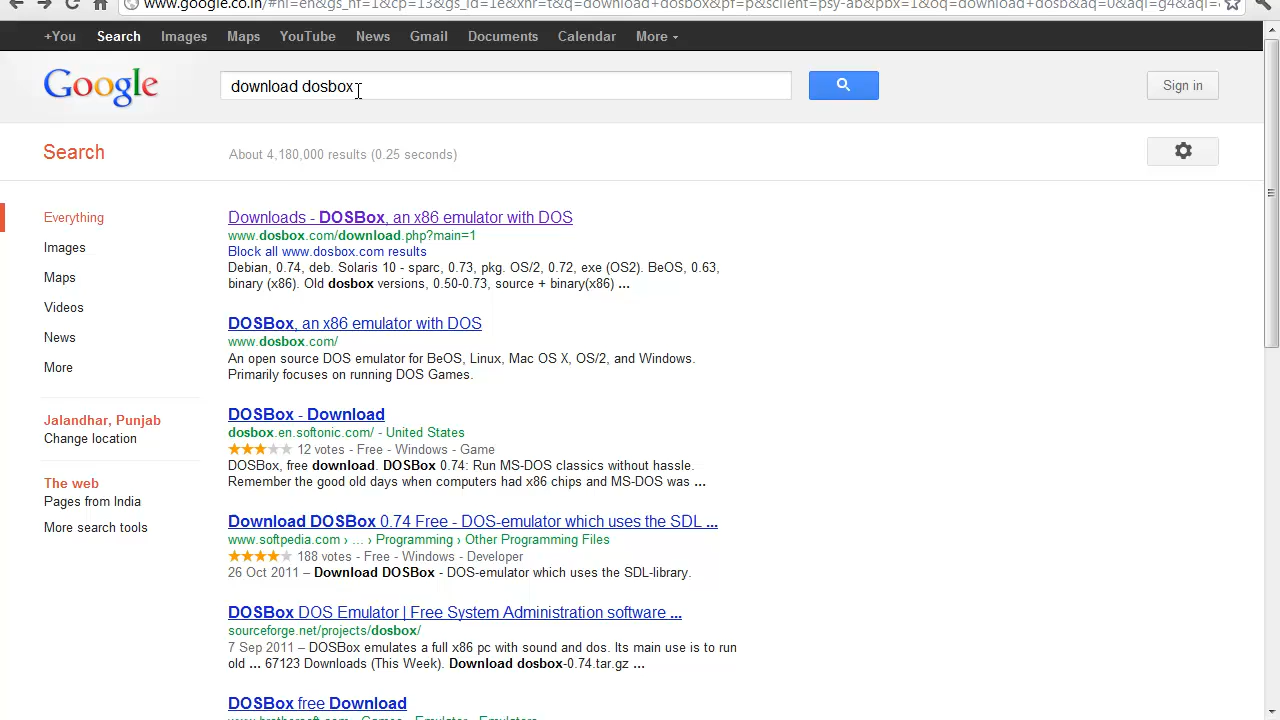 www.google.co.in/#hl=en&gs_nf=1&cp=13&gs_id=1e&xhr=t&q=download+dosbox&pf=p&sclient=psy-ab&pbx=1&oq=download+dosb&aq=0&aqi=g4&aql=
+You Search Images Maps YouTube News Gmail Documents Calendar More
Google
download dosbox
Sign in
Search
About 4,180,000 results (0.25 seconds)
Everything
Images
Maps
Videos
News
More
Jalandhar, Punjab
Change location
The web
Pages from India
More search tools
Downloads - DOSBox, an x86 emulator with DOS
www.dosbox.com/download.php?main=1
Block all www.dosbox.com results
Debian, 0.74, deb. Solaris 10 - sparc, 0.73, pkg. OS/2, 0.72, exe (OS2). BeOS, 0.63,
binary (x86). Old dosbox versions, 0.50-0.73, source + binary(x86) ...
DOSBox, an x86 emulator with DOS
www.dosbox.com/
An open source DOS emulator for BeOS, Linux, Mac OS X, OS/2, and Windows.
Primarily focuses on running DOS Games.
DOSBox - Download
dosbox.en.softonic.com/ - United States
12 votes - Free - Windows - Game
DOSBox, free download. DOSBox 0.74: Run MS-DOS classics without hassle.
Remember the good old days when computers had x86 chips and MS-DOS was ...
Download DOSBox 0.74 Free - DOS-emulator which uses the SDL ...
www.softpedia.com › ... › Programming › Other Programming Files
188 votes - Free - Windows - Developer
26 Oct 2011 – Download DOSBox - DOS-emulator which uses the SDL-library.
DOSBox DOS Emulator | Free System Administration software ...
sourceforge.net/projects/dosbox/
7 Sep 2011 – DOSBox emulates a full x86 pc with sound and dos. Its main use is to run
old ... 67123 Downloads (This Week). Download dosbox-0.74.tar.gz ...
DOSBox free Download
www.brothersoft.com › Games › Emulator › Emulators